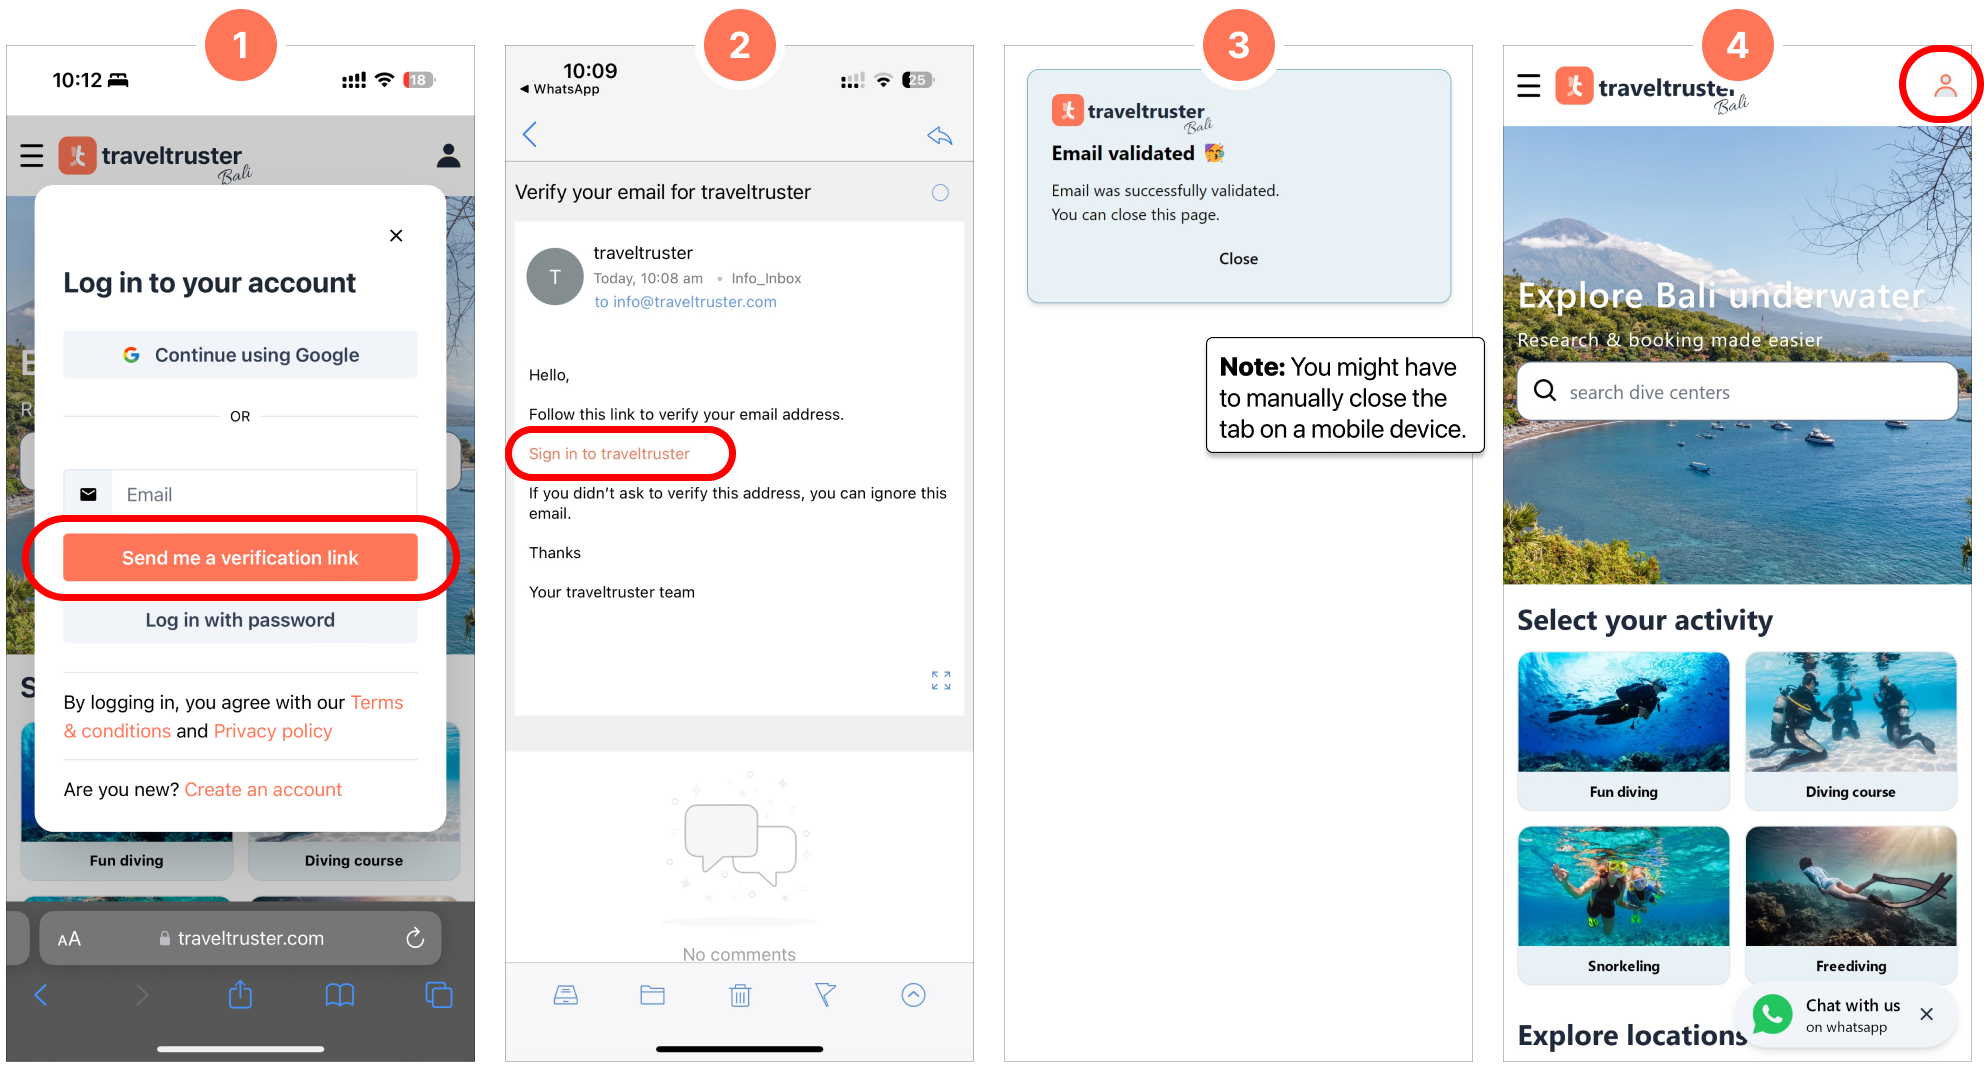 1
10:12
18
traveltruster
Bali
Log in to your account
Continue using Google
OR
Email
Send me a verification link
Log in with password
By logging in, you agree with our Terms
& conditions and Privacy policy
Are you new? Create an account
Fun diving
Diving course
AA
traveltruster.com
2
10:09
25
WhatsApp
Verify your email for traveltruster
T
traveltruster
Today, 10:08 am • Info_Inbox
to info@traveltruster.com
Hello,
Follow this link to verify your email address.
Sign in to traveltruster
If you didn't ask to verify this address, you can ignore this
email.
Thanks
Your traveltruster team
No comments
3
traveltruster
Bali
Email validated
Email was successfully validated.
You can close this page.
Close
Note: You might have
to manually close the
tab on a mobile device.
4
traveltruster
Bali
Explore Bali underwater
Research & booking made easier
search dive centers
Select your activity
Fun diving
Diving course
Snorkeling
Freediving
Chat with us
on whatsapp
Explore locations